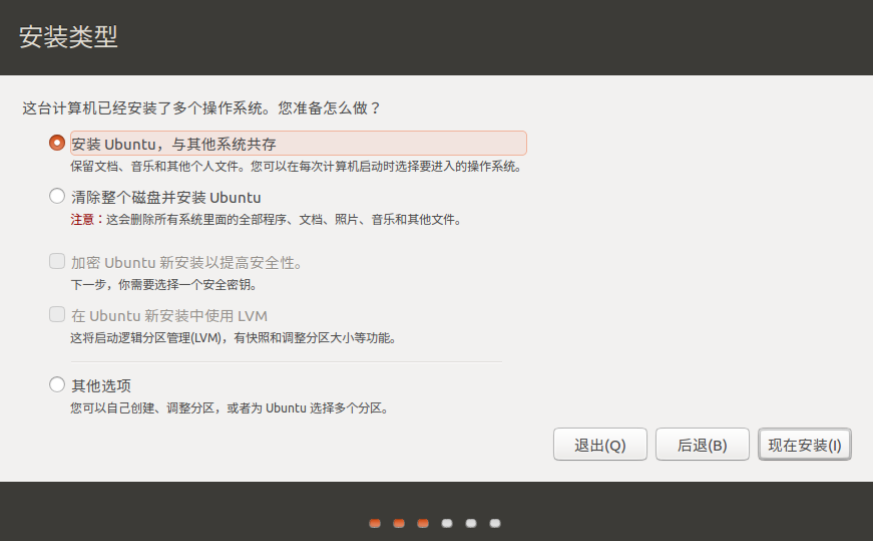 安装类型
这台计算机已经安装了多个操作系统。您准备怎么做？
安装 Ubuntu，与其他系统共存
保留文档、音乐和其他个人文件。您可以在每次计算机启动时选择要进入的操作系统。
清除整个磁盘并安装 Ubuntu
注意：这会删除所有系统里面的全部程序、文档、照片、音乐和其他文件。
加密 Ubuntu 新安装以提高安全性。
下一步，你需要选择一个安全密钥。
在 Ubuntu 新安装中使用 LVM
这将启动逻辑分区管理(LVM)，有快照和调整分区大小等功能。
其他选项
您可以自己创建、调整分区，或者为 Ubuntu 选择多个分区。
退出(Q) 后退(B) 现在安装(I)